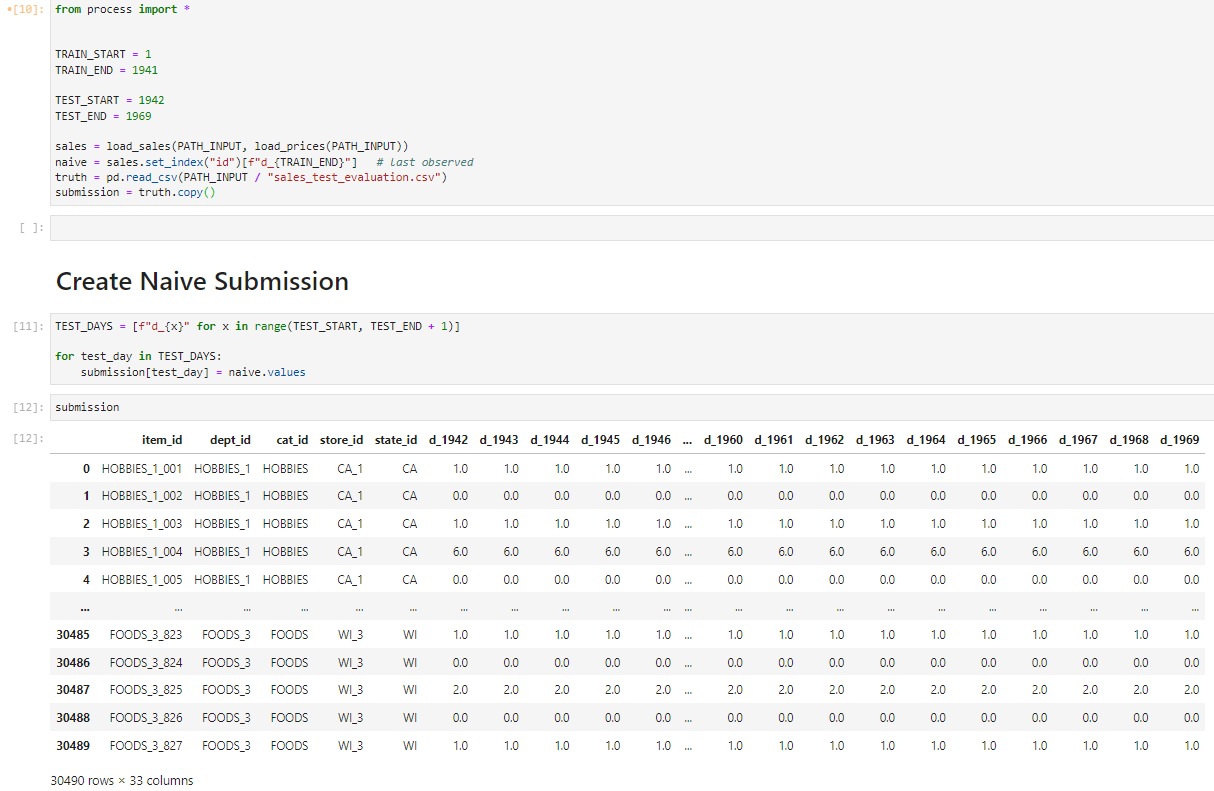 [10]: from process import *
TRAIN_START = 1
TRAIN_END = 1941
TEST_START = 1942
TEST_END = 1969
sales = load_sales(PATH_INPUT, load_prices(PATH_INPUT))
naive = sales.set_index("id")[f"d_{TRAIN_END}"]   # last observed
truth = pd.read_csv(PATH_INPUT / "sales_test_evaluation.csv")
submission = truth.copy()
[ ]:
Create Naive Submission
[11]: TEST_DAYS = [f"d_{x}" for x in range(TEST_START, TEST_END + 1)]
for test_day in TEST_DAYS:
    submission[test_day] = naive.values
[12]: submission
[12]: item_id dept_id cat_id store_id state_id d_1942 d_1943 d_1944 d_1945 d_1946 ... d_1960 d_1961 d_1962 d_1963 d_1964 d_1965 d_1966 d_1967 d_1968 d_1969
0 HOBBIES_1_001 HOBBIES_1 HOBBIES CA_1 CA 1.0 1.0 1.0 1.0 1.0 ... 1.0 1.0 1.0 1.0 1.0 1.0 1.0 1.0 1.0 1.0
1 HOBBIES_1_002 HOBBIES_1 HOBBIES CA_1 CA 0.0 0.0 0.0 0.0 0.0 ... 0.0 0.0 0.0 0.0 0.0 0.0 0.0 0.0 0.0 0.0
2 HOBBIES_1_003 HOBBIES_1 HOBBIES CA_1 CA 1.0 1.0 1.0 1.0 1.0 ... 1.0 1.0 1.0 1.0 1.0 1.0 1.0 1.0 1.0 1.0
3 HOBBIES_1_004 HOBBIES_1 HOBBIES CA_1 CA 6.0 6.0 6.0 6.0 6.0 ... 6.0 6.0 6.0 6.0 6.0 6.0 6.0 6.0 6.0 6.0
4 HOBBIES_1_005 HOBBIES_1 HOBBIES CA_1 CA 0.0 0.0 0.0 0.0 0.0 ... 0.0 0.0 0.0 0.0 0.0 0.0 0.0 0.0 0.0 0.0
... ... ... ... ... ... ... ... ... ... ... ... ... ... ... ... ... ... ... ... ... ...
30485 FOODS_3_823 FOODS_3 FOODS WI_3 WI 1.0 1.0 1.0 1.0 1.0 ... 1.0 1.0 1.0 1.0 1.0 1.0 1.0 1.0 1.0 1.0
30486 FOODS_3_824 FOODS_3 FOODS WI_3 WI 0.0 0.0 0.0 0.0 0.0 ... 0.0 0.0 0.0 0.0 0.0 0.0 0.0 0.0 0.0 0.0
30487 FOODS_3_825 FOODS_3 FOODS WI_3 WI 2.0 2.0 2.0 2.0 2.0 ... 2.0 2.0 2.0 2.0 2.0 2.0 2.0 2.0 2.0 2.0
30488 FOODS_3_826 FOODS_3 FOODS WI_3 WI 0.0 0.0 0.0 0.0 0.0 ... 0.0 0.0 0.0 0.0 0.0 0.0 0.0 0.0 0.0 0.0
30489 FOODS_3_827 FOODS_3 FOODS WI_3 WI 1.0 1.0 1.0 1.0 1.0 ... 1.0 1.0 1.0 1.0 1.0 1.0 1.0 1.0 1.0 1.0
30490 rows × 33 columns